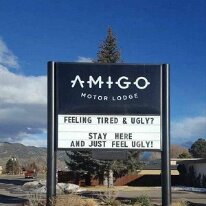 AMIGO
MOTOR LODGE
FEELING TIRED & UGLY?
STAY HERE
AND JUST FEEL UGLY!